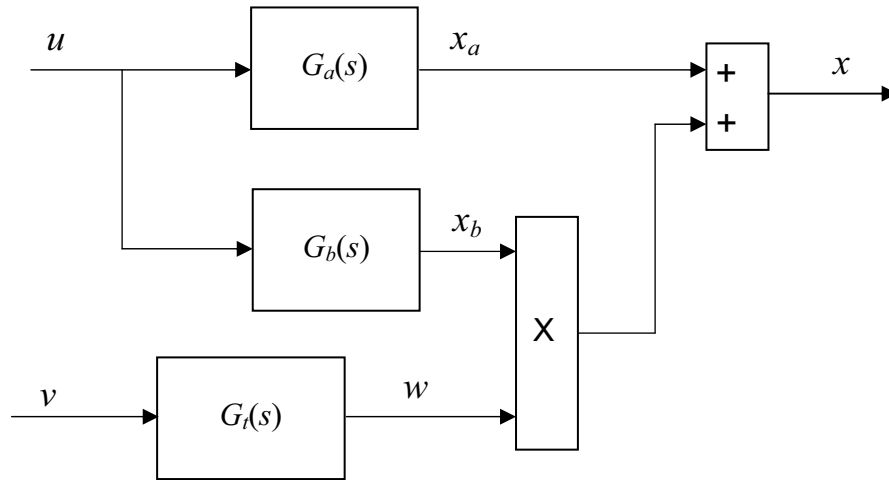 u
G_a(s)
x_a
+
x
+
G_b(s)
x_b
X
v
G_t(s)
w